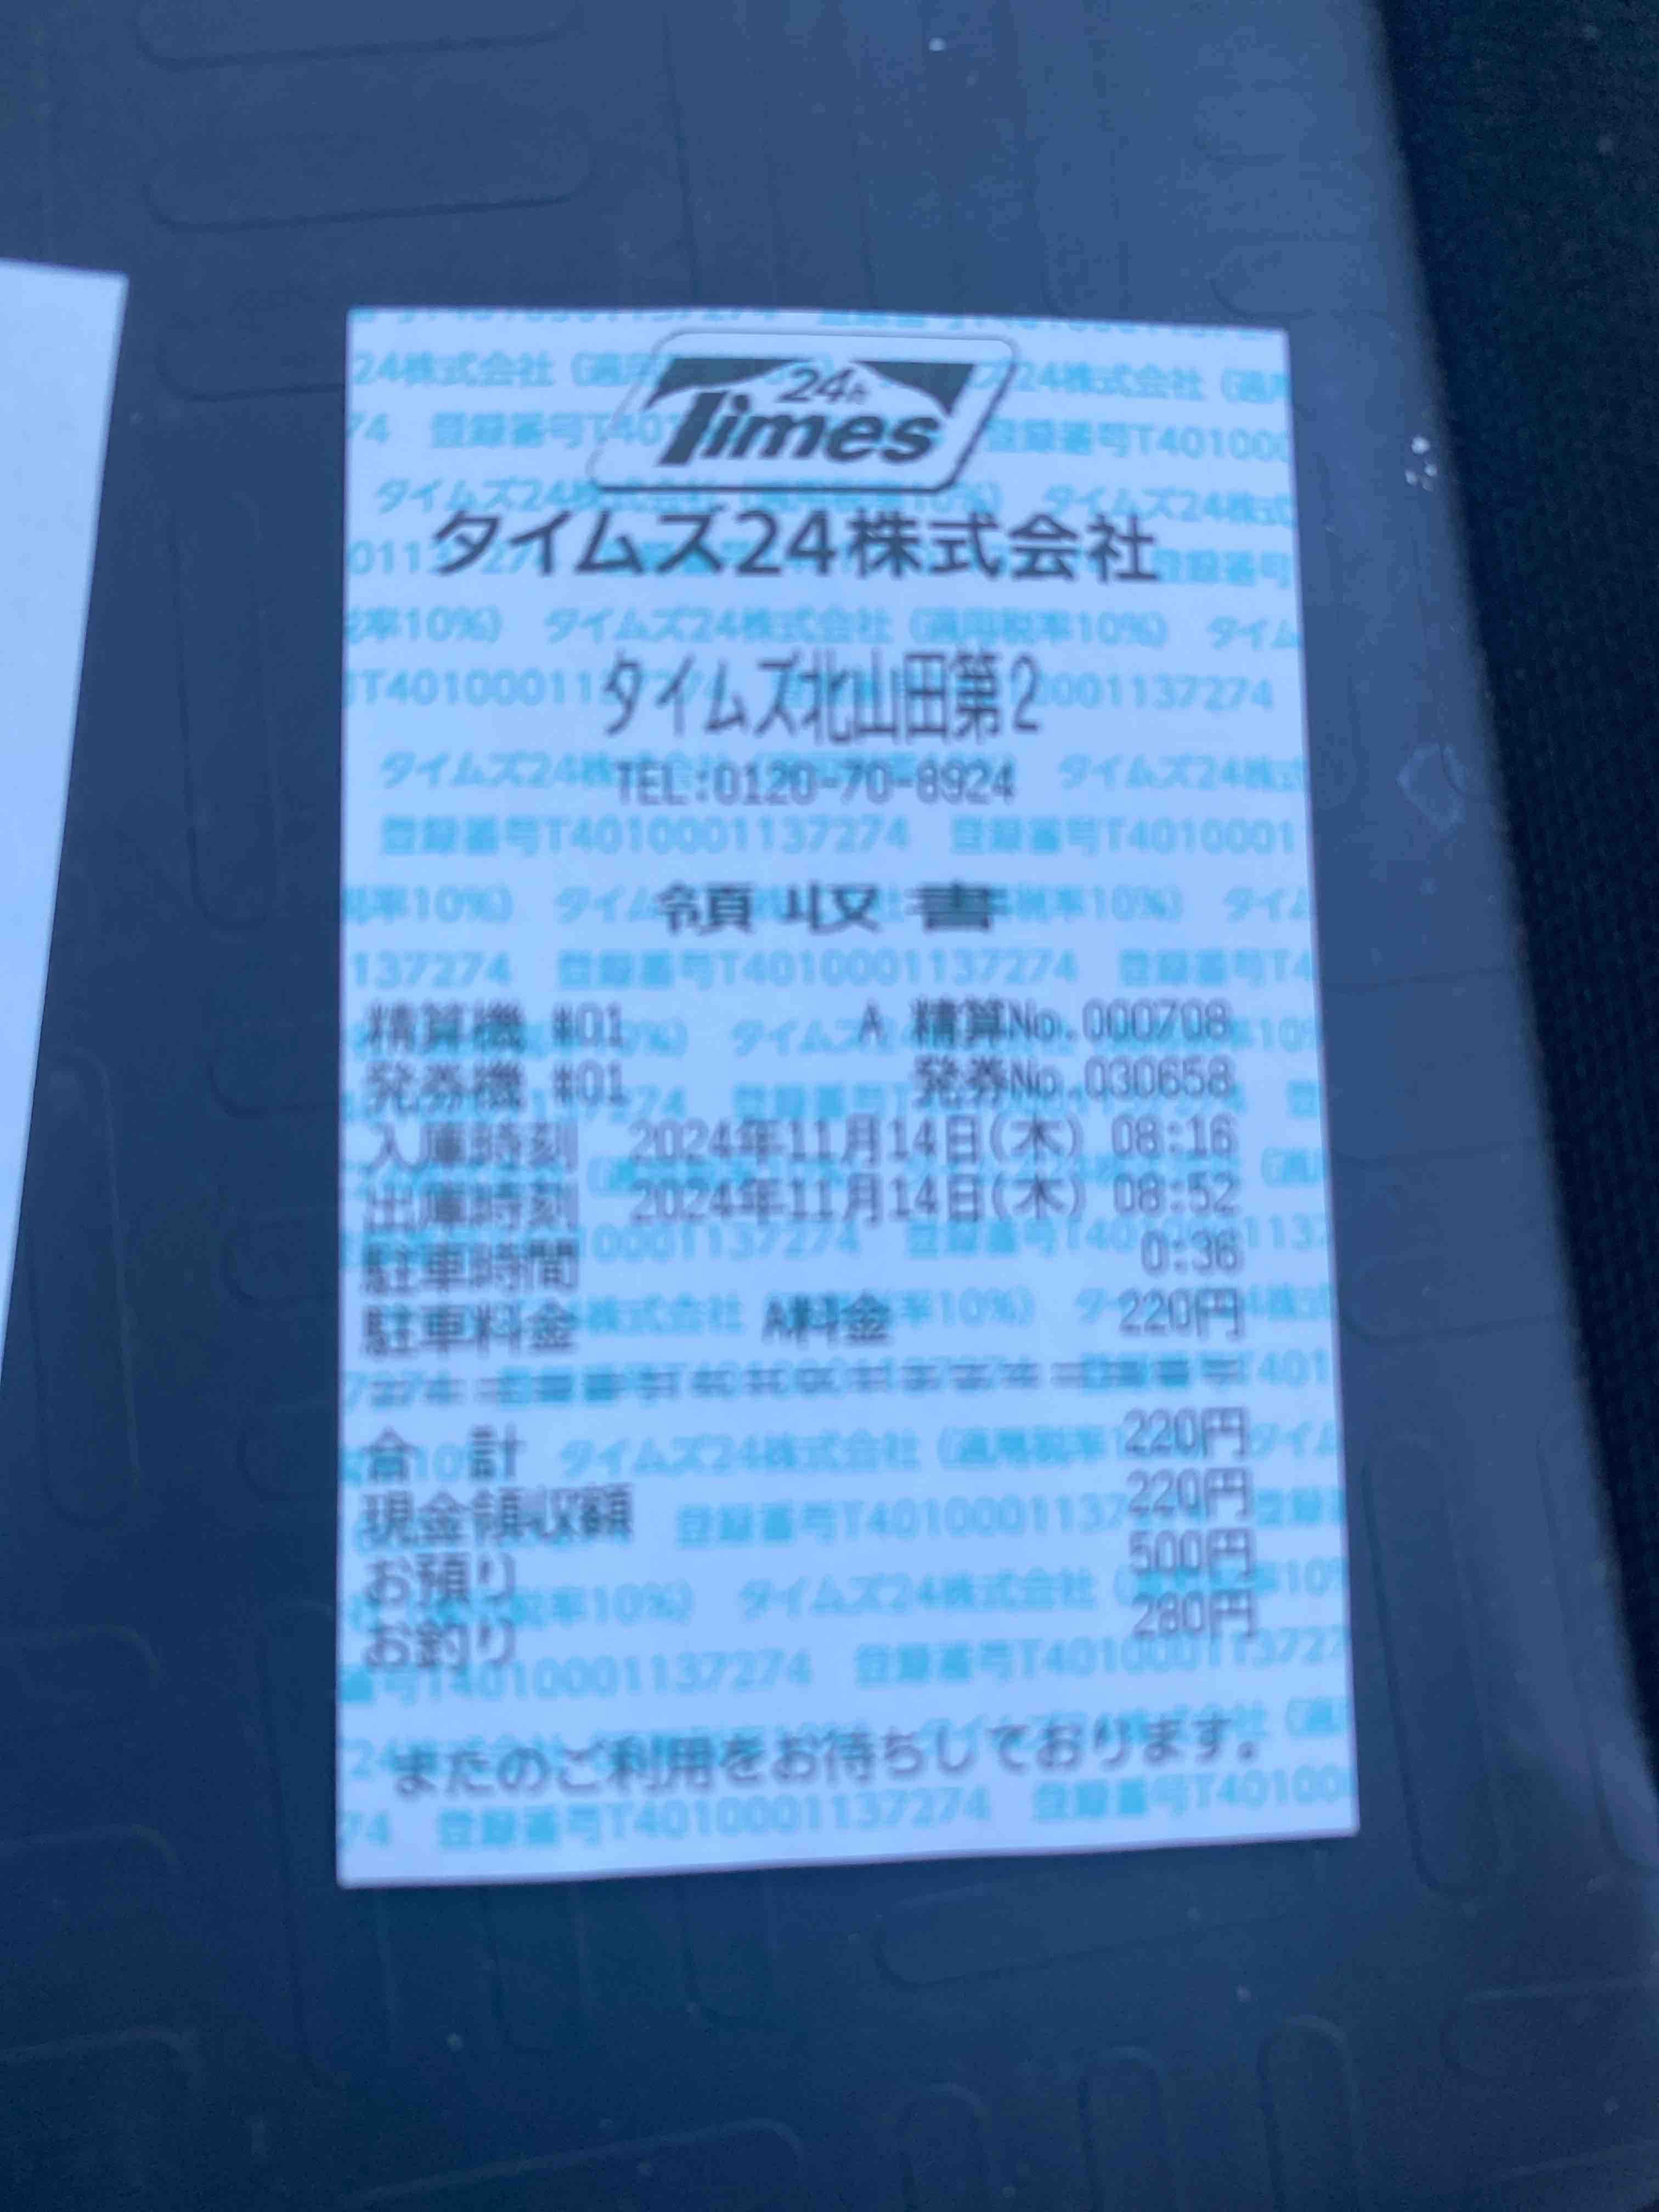 24h
Times
タイムズ24株式会社
タイムズ北山田第2
TEL:0120-70-8924
領収書
精算機 #01 A 精算No.000708
発券機 #01 発券No.030658
入庫時刻 2024年11月14日(木) 08:16
出庫時刻 2024年11月14日(木) 08:52
駐車時間 0:36
駐車料金 A料金 220円
合 計 220円
現金領収額 220円
お預り 500円
お釣り 280円
またのご利用をお待ちしております。
タイムズ24株式会社 (適用税率10%)
登録番号T4010001137274